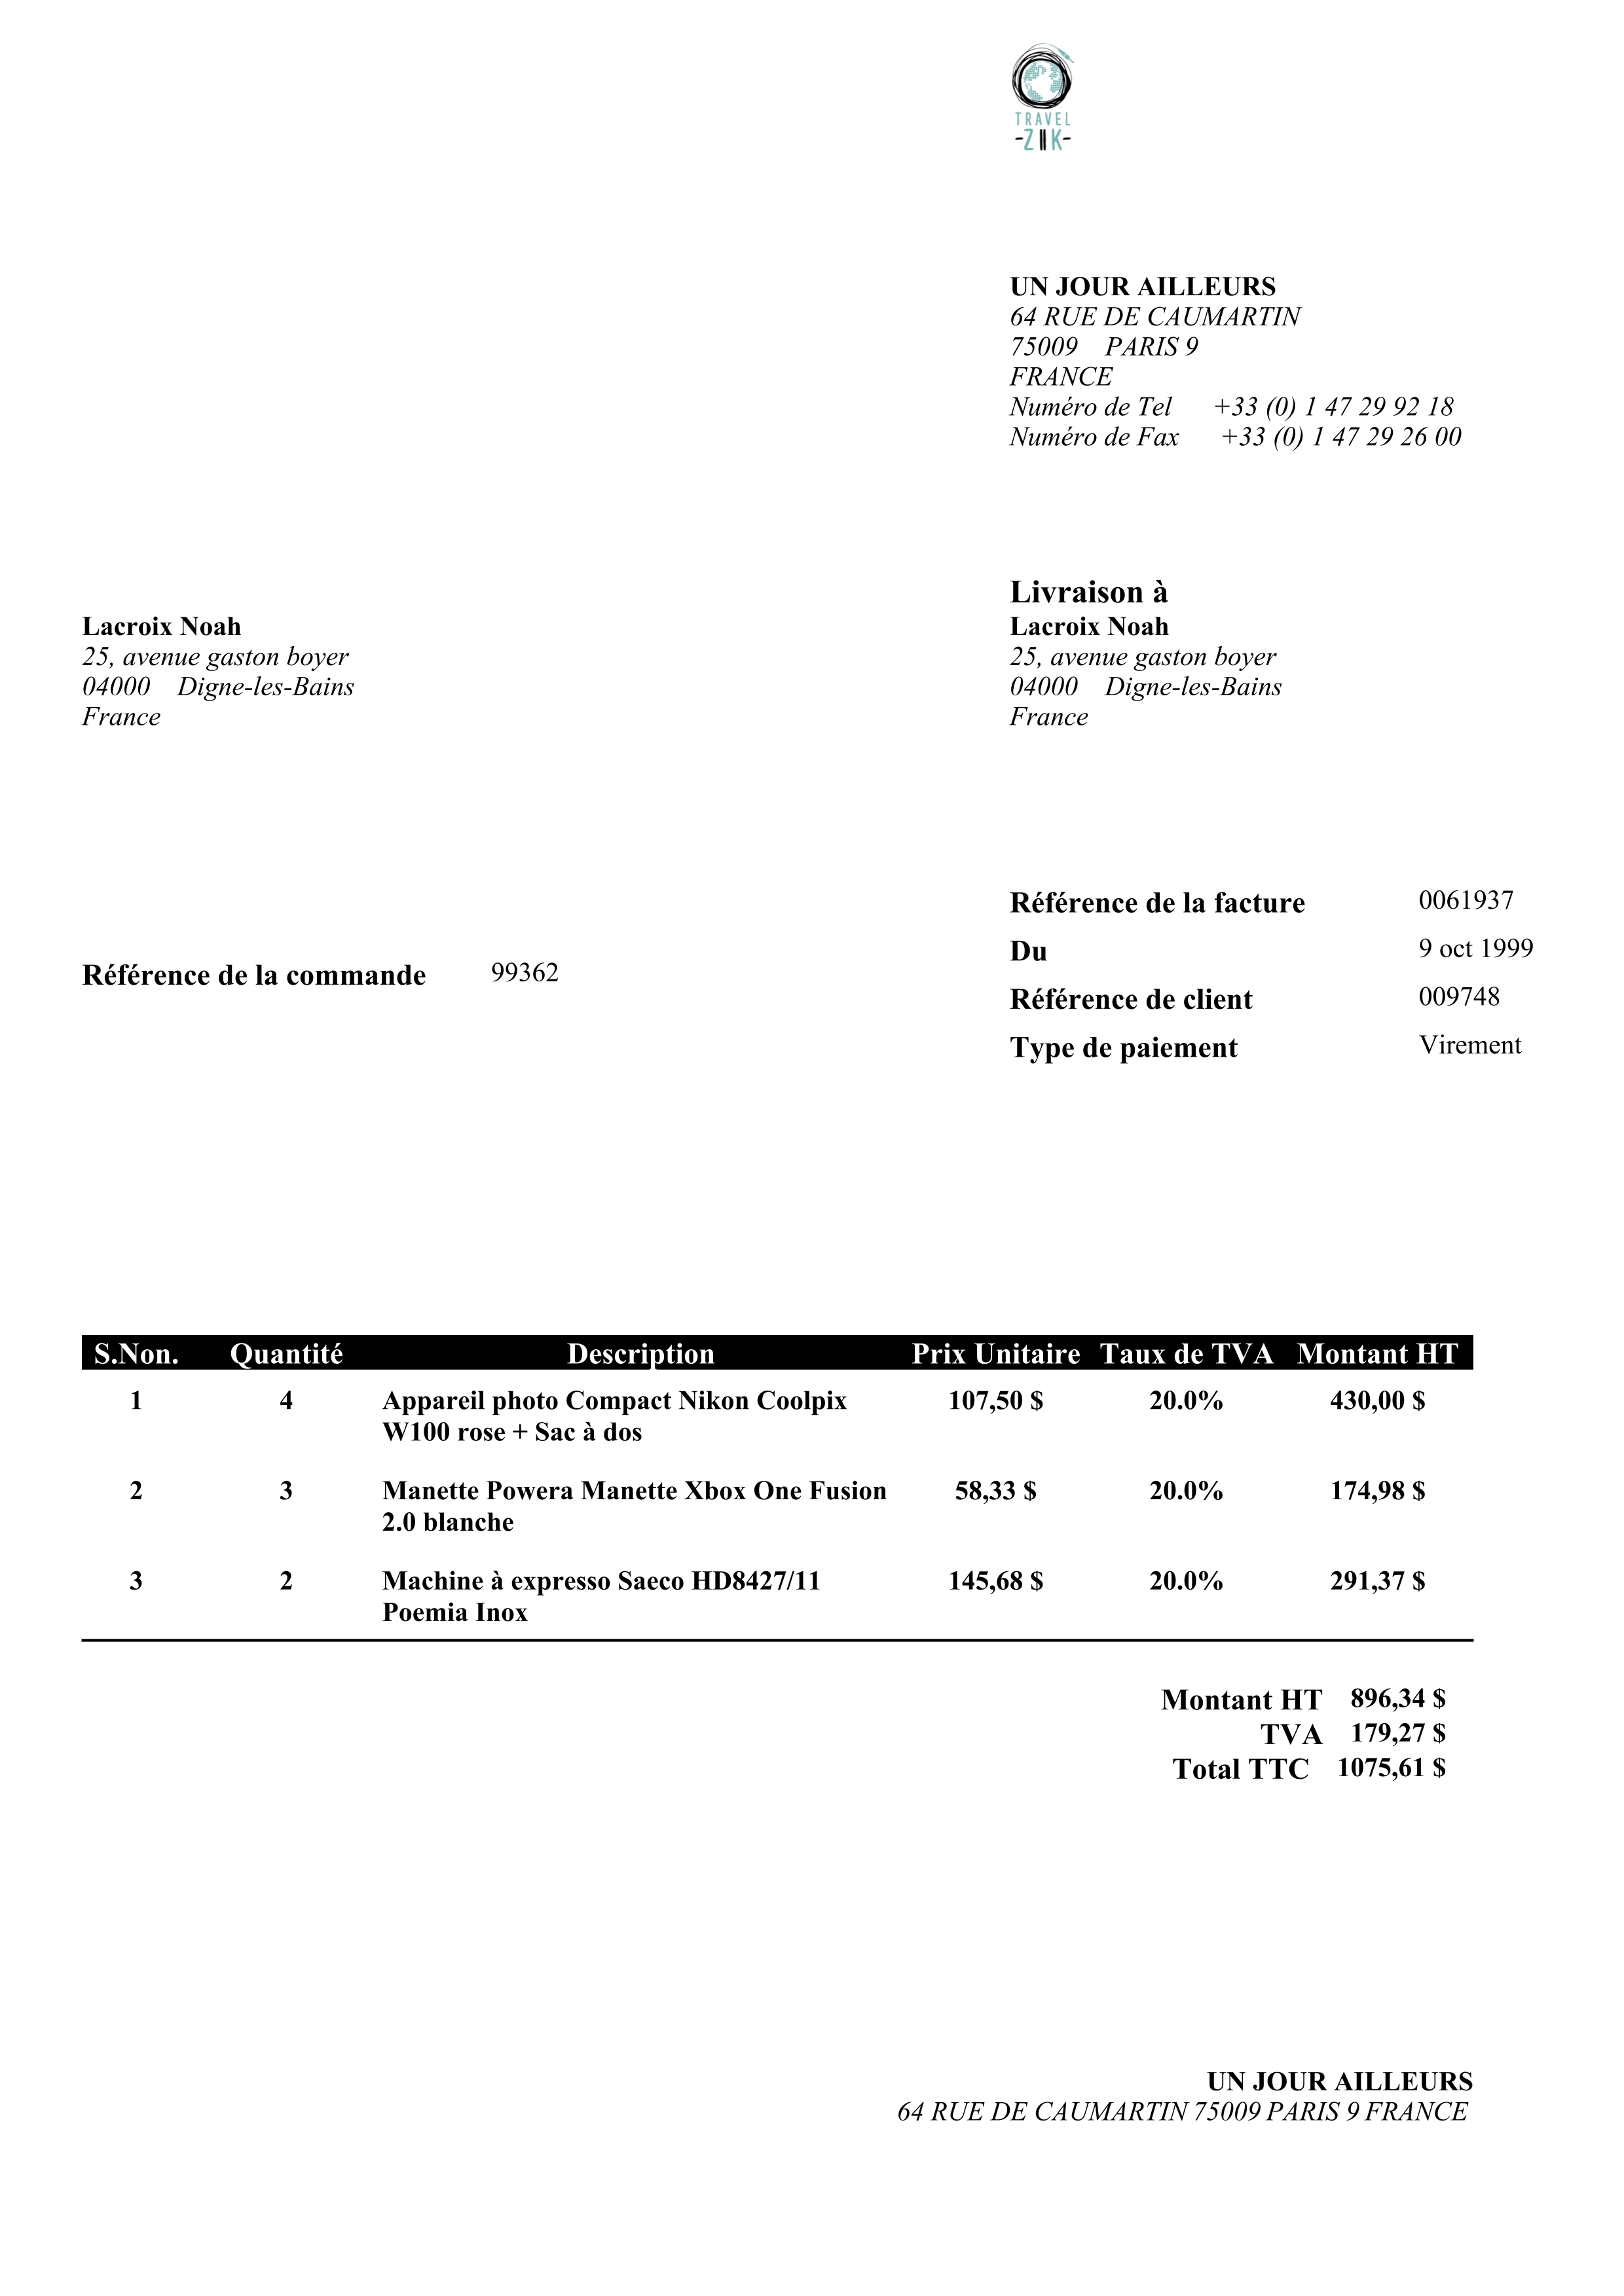 TRAVEL
-ZIIK-
UN JOUR AILLEURS
64 RUE DE CAUMARTIN
75009 PARIS 9
FRANCE
Numéro de Tel +33 (0) 1 47 29 92 18
Numéro de Fax +33 (0) 1 47 29 26 00
Lacroix Noah
25, avenue gaston boyer
04000 Digne-les-Bains
France
Livraison à
Lacroix Noah
25, avenue gaston boyer
04000 Digne-les-Bains
France
Référence de la commande 99362
Référence de la facture 0061937
Du 9 oct 1999
Référence de client 009748
Type de paiement Virement
S.Non. Quantité Description Prix Unitaire Taux de TVA Montant HT
1 4 Appareil photo Compact Nikon Coolpix 107,50 $ 20.0% 430,00 $
W100 rose + Sac à dos
2 3 Manette Powera Manette Xbox One Fusion 58,33 $ 20.0% 174,98 $
2.0 blanche
3 2 Machine à expresso Saeco HD8427/11 145,68 $ 20.0% 291,37 $
Poemia Inox
Montant HT 896,34 $
TVA 179,27 $
Total TTC 1075,61 $
UN JOUR AILLEURS
64 RUE DE CAUMARTIN 75009 PARIS 9 FRANCE